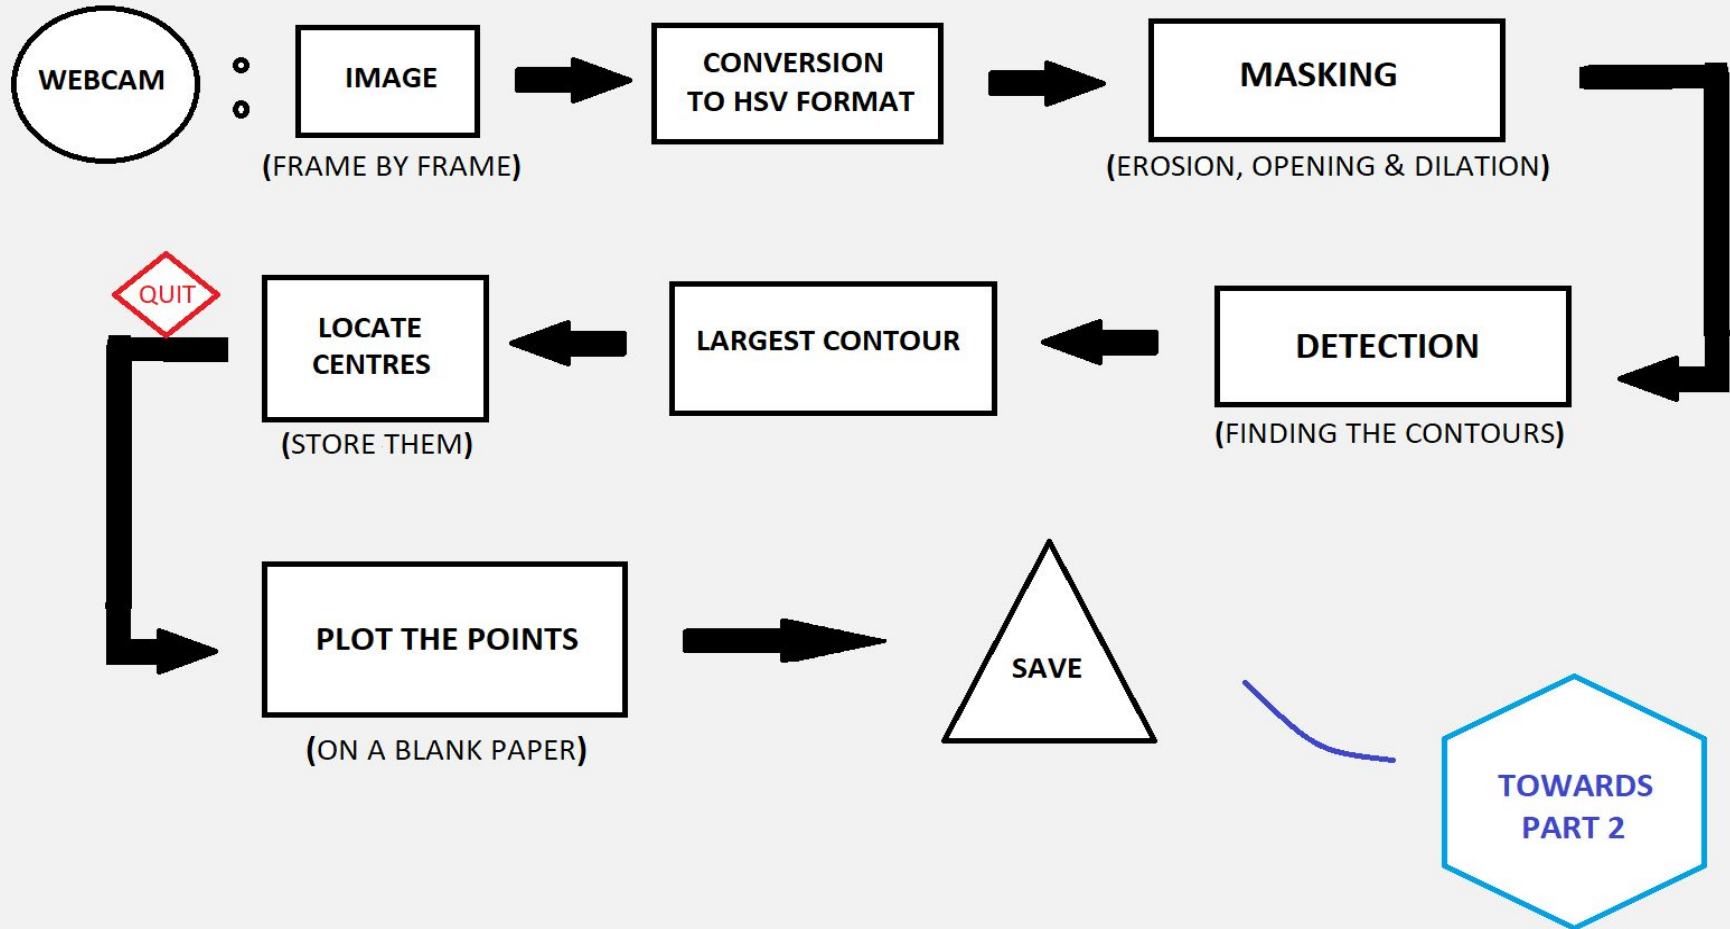 WEBCAM
IMAGE
(FRAME BY FRAME)
CONVERSION
TO HSV FORMAT
MASKING
(EROSION, OPENING & DILATION)
QUIT
LOCATE
CENTRES
(STORE THEM)
LARGEST CONTOUR
DETECTION
(FINDING THE CONTOURS)
PLOT THE POINTS
(ON A BLANK PAPER)
SAVE
TOWARDS
PART 2